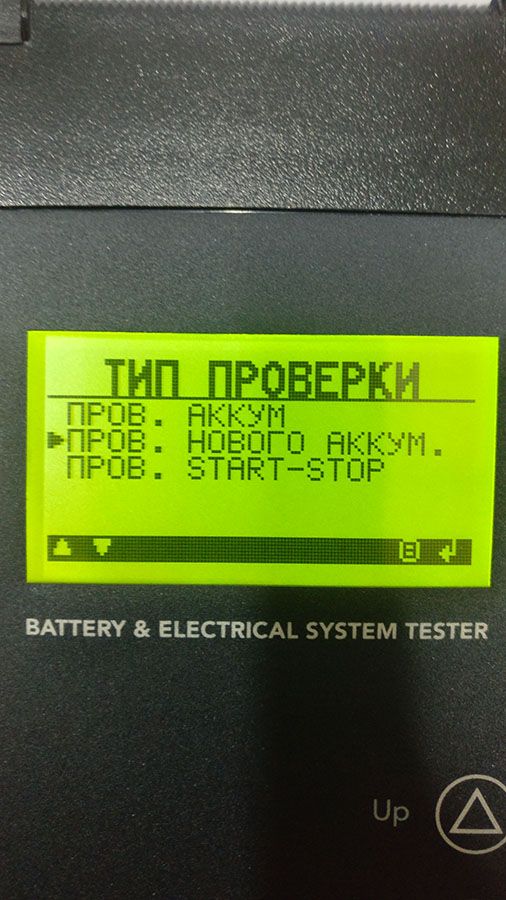 ТИП ПРОВЕРКИ
ПРОВ. АККУМ
ПРОВ. НОВОГО АККУМ.
ПРОВ. START-STOP
BATTERY & ELECTRICAL SYSTEM TESTER
Up